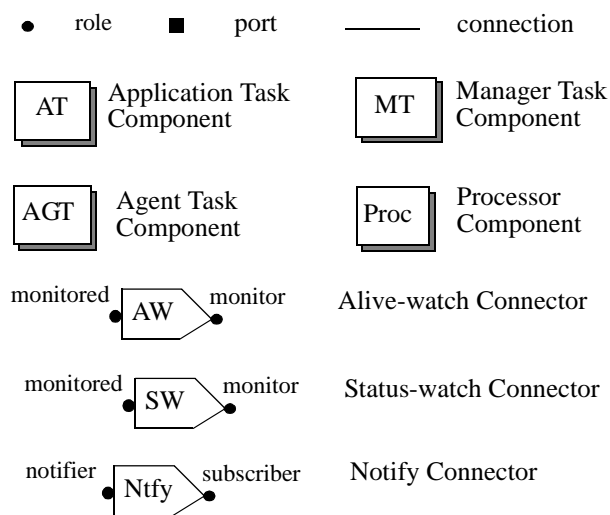 role port connection
AT Application Task Component
MT Manager Task Component
AGT Agent Task Component
Proc Processor Component
monitored AW monitor Alive-watch Connector
monitored SW monitor Status-watch Connector
notifier Ntfy subscriber Notify Connector